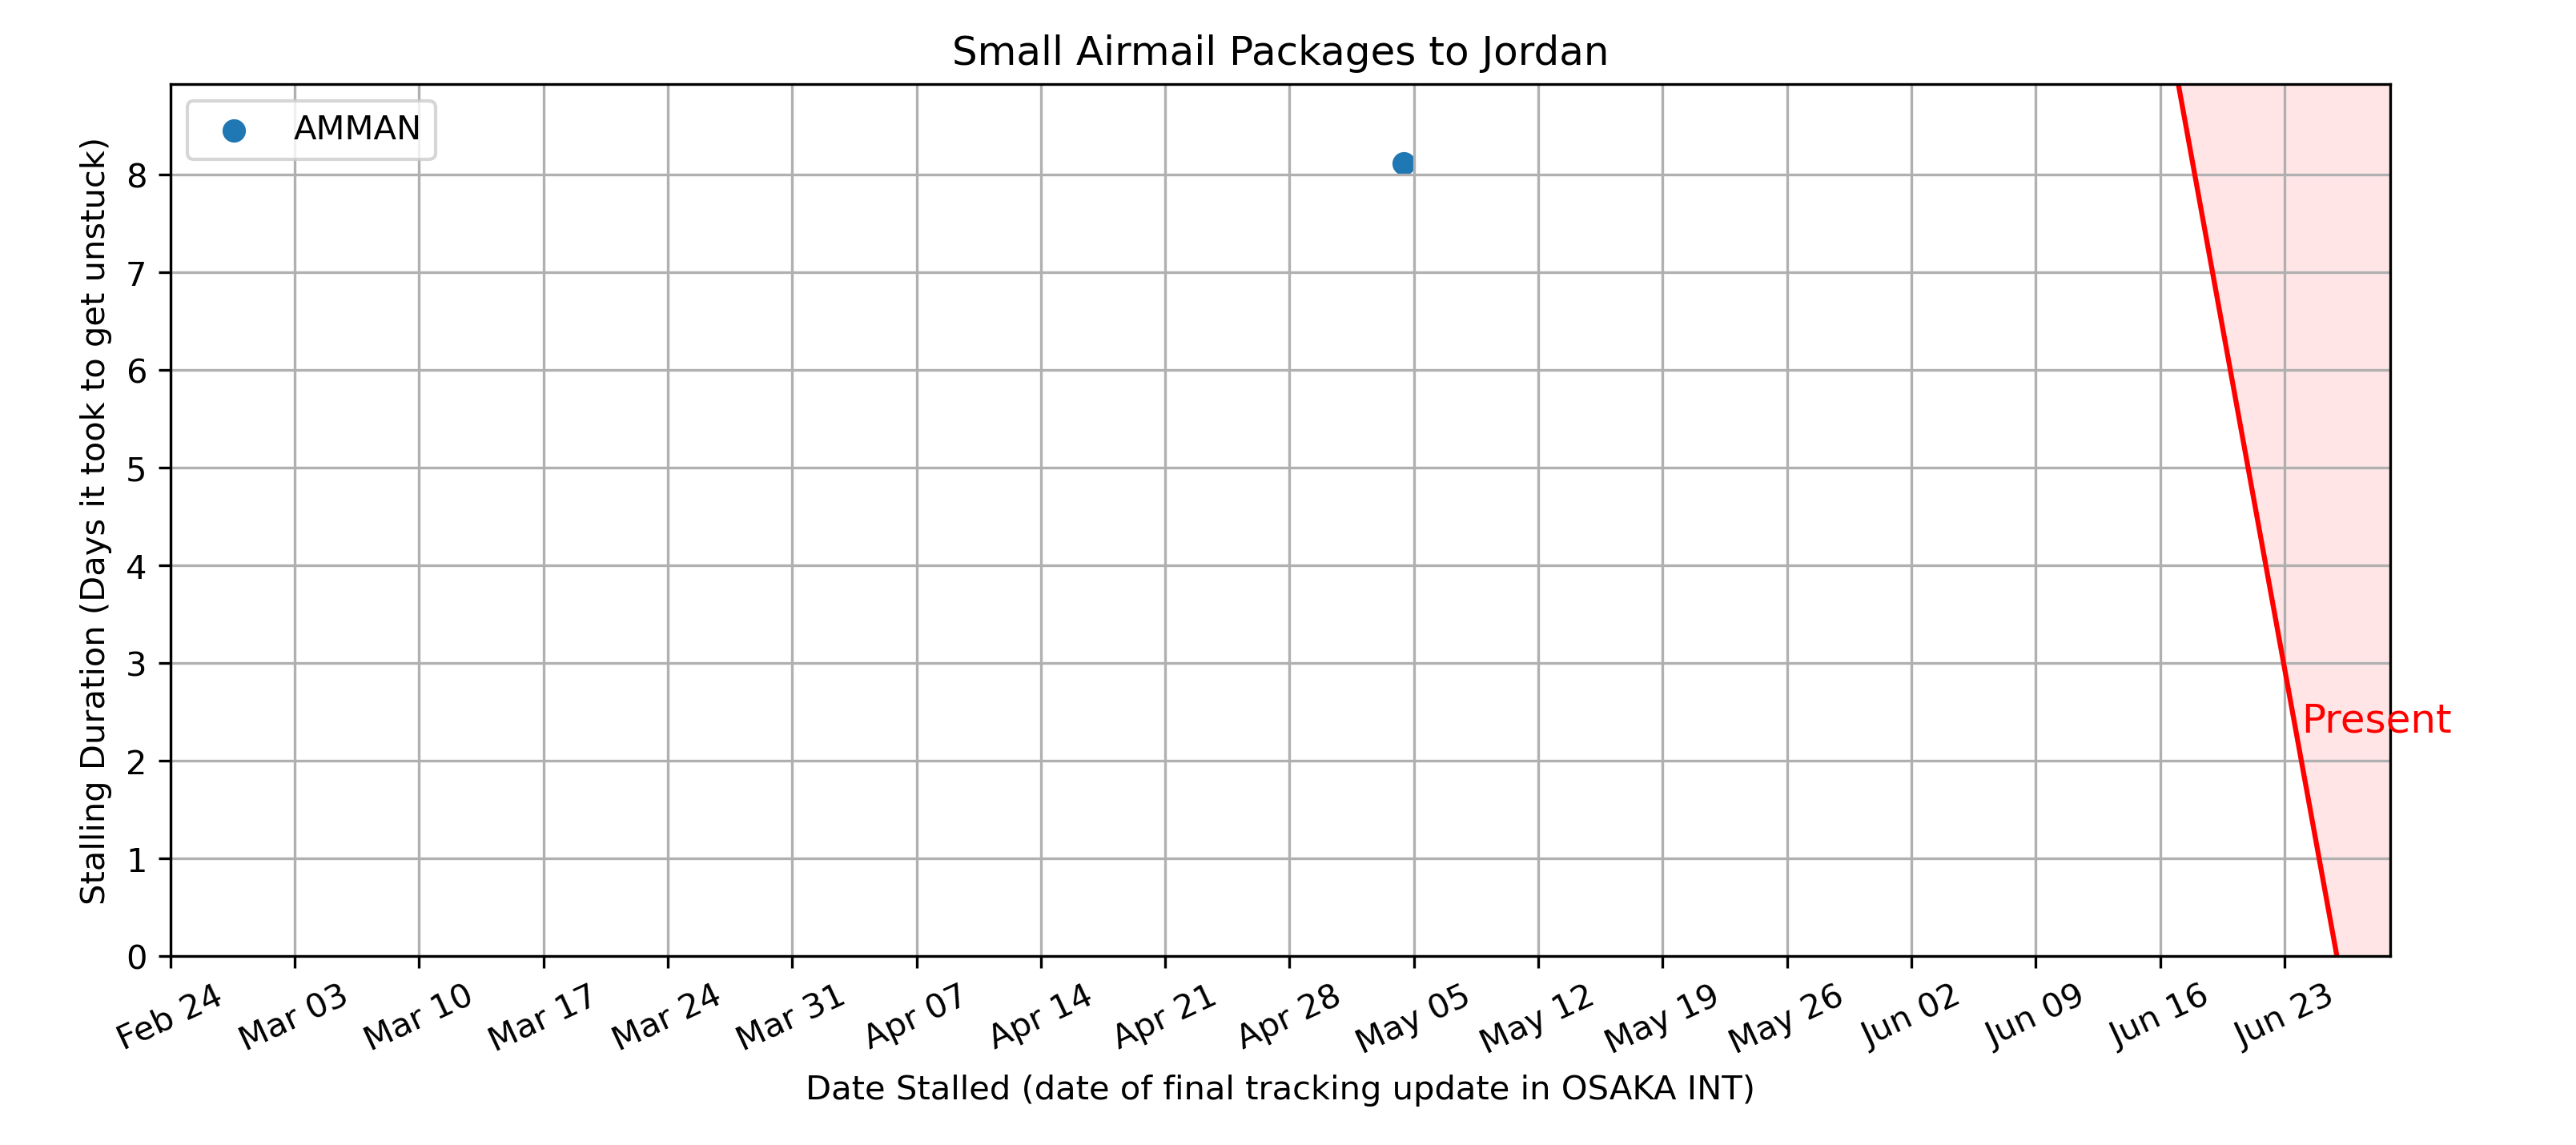 Small Airmail Packages to Jordan
AMMAN
Stalling Duration (Days it took to get unstuck)
8
7
6
5
4
3
2
1
0
Present
Feb 24
Mar 03
Mar 10
Mar 17
Mar 24
Mar 31
Apr 07
Apr 14
Apr 21
Apr 28
May 05
May 12
May 19
May 26
Jun 02
Jun 09
Jun 16
Jun 23
Date Stalled (date of final tracking update in OSAKA INT)